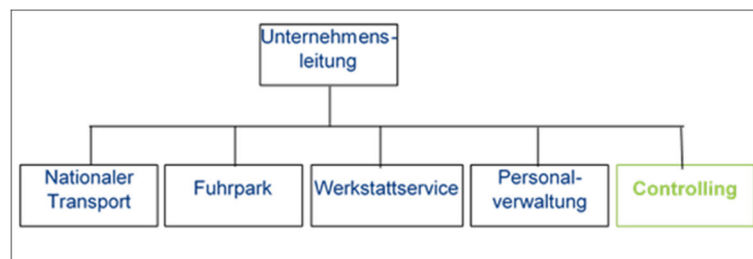 Unternehmens-
leitung
Nationaler
Transport
Fuhrpark
Werkstattservice
Personal-
verwaltung
Controlling